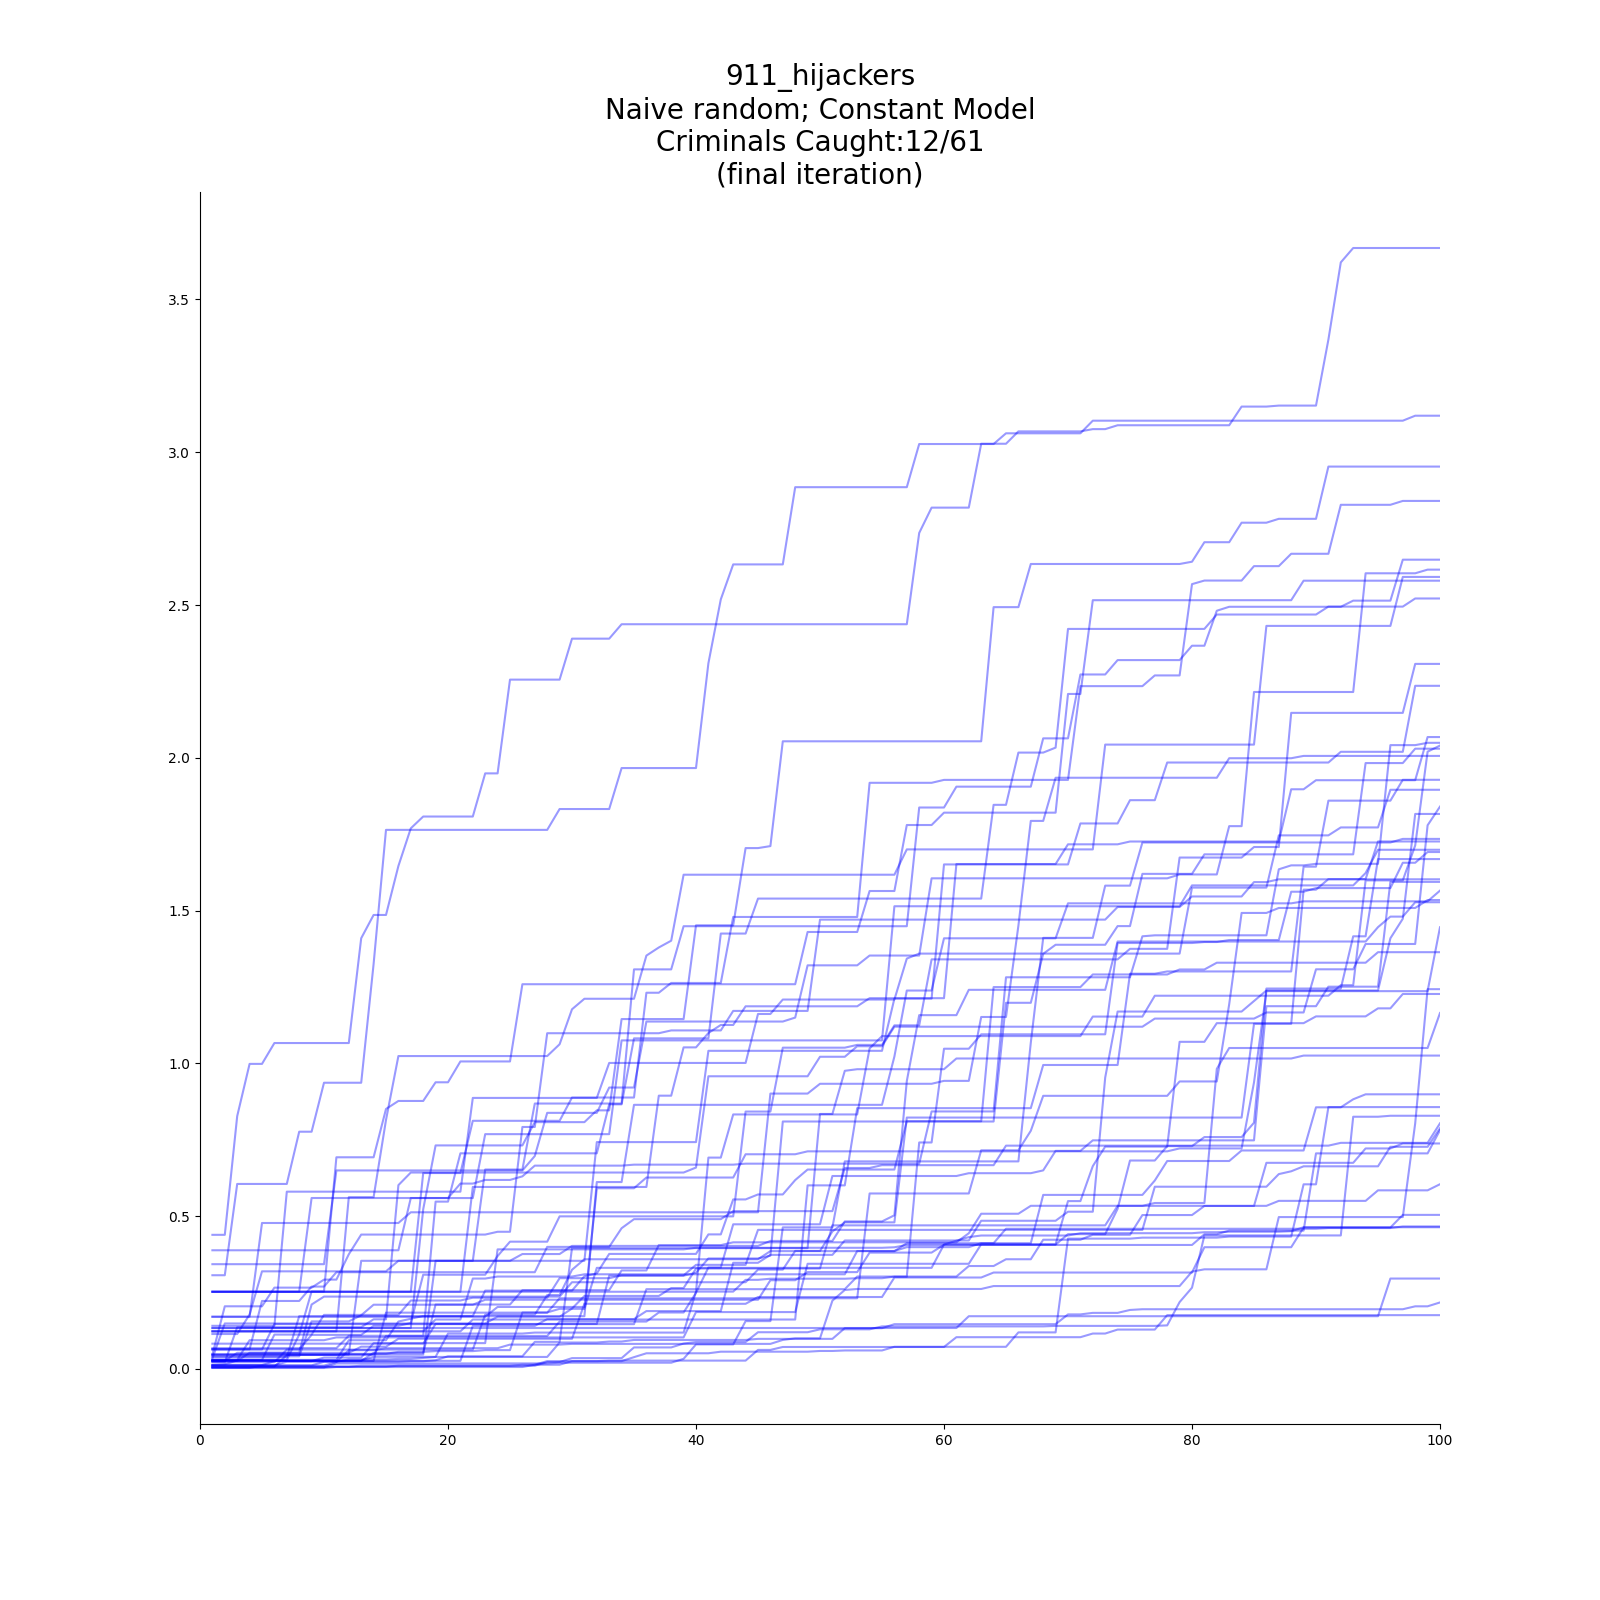 911_hijackers
Naive random; Constant Model
Criminals Caught:12/61
(final iteration)
3.5
3.0
2.5
2.0
1.5
1.0
0.5
0.0
0 20 40 60 80 100